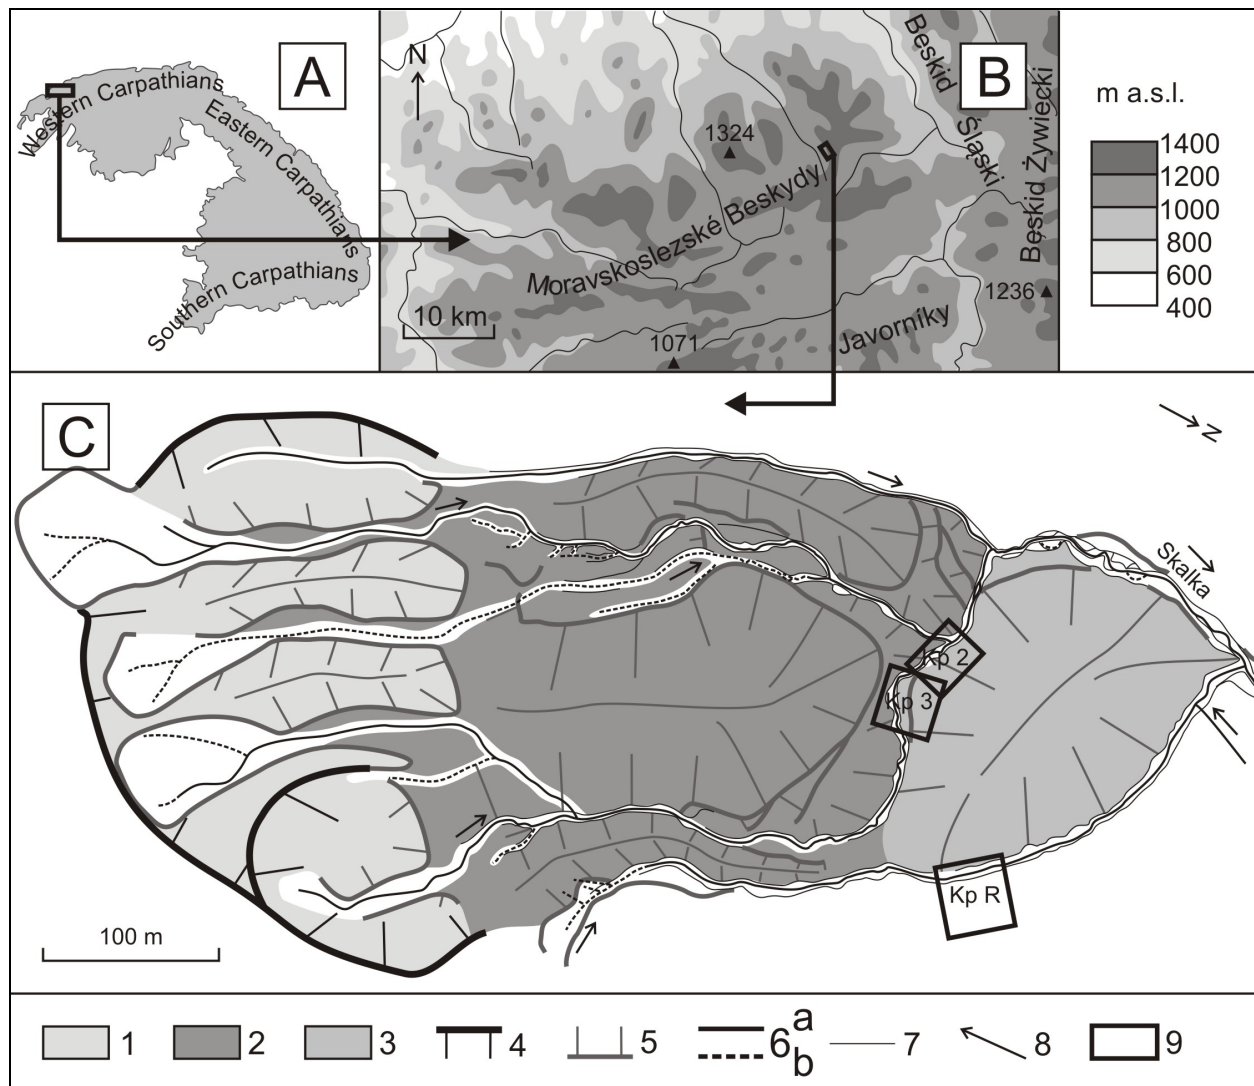 A
Western Carpathians
Eastern Carpathians
Southern Carpathians
B
N
Beskid Śląski
Beskid Żywiecki
1324
Moravskoslezské Beskydy
1236
10 km
1071
Javorníky
m a.s.l.
1400
1200
1000
800
600
400
C
N
Skalka
Kp 2
Kp 3
Kp R
100 m
1
2
3
4
5
6 a
b
7
8
9